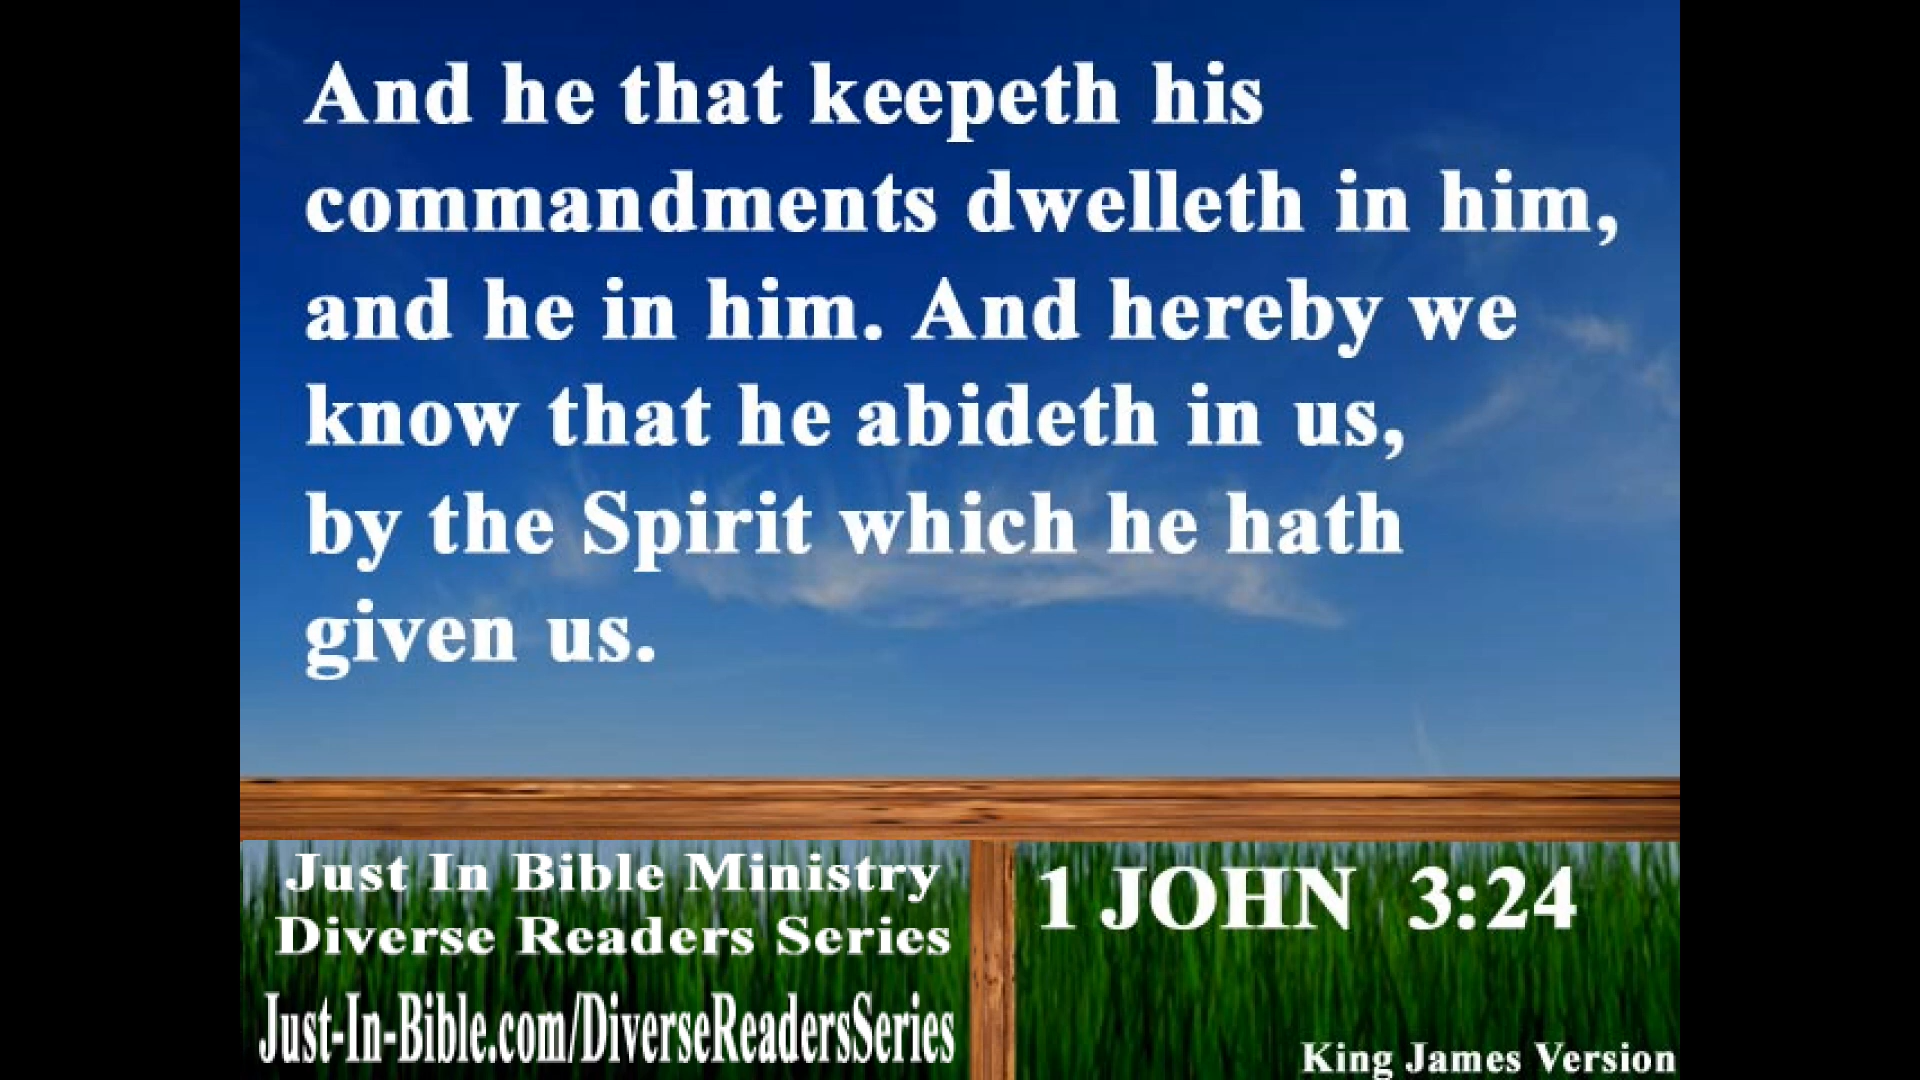 And he that keepeth his
commandments dwelleth in him,
and he in him. And hereby we
know that he abideth in us,
by the Spirit which he hath
given us.
Just In Bible Ministry
Diverse Readers Series
Just-In-Bible.com/DiverseReadersSeries
1 JOHN 3:24
King James Version